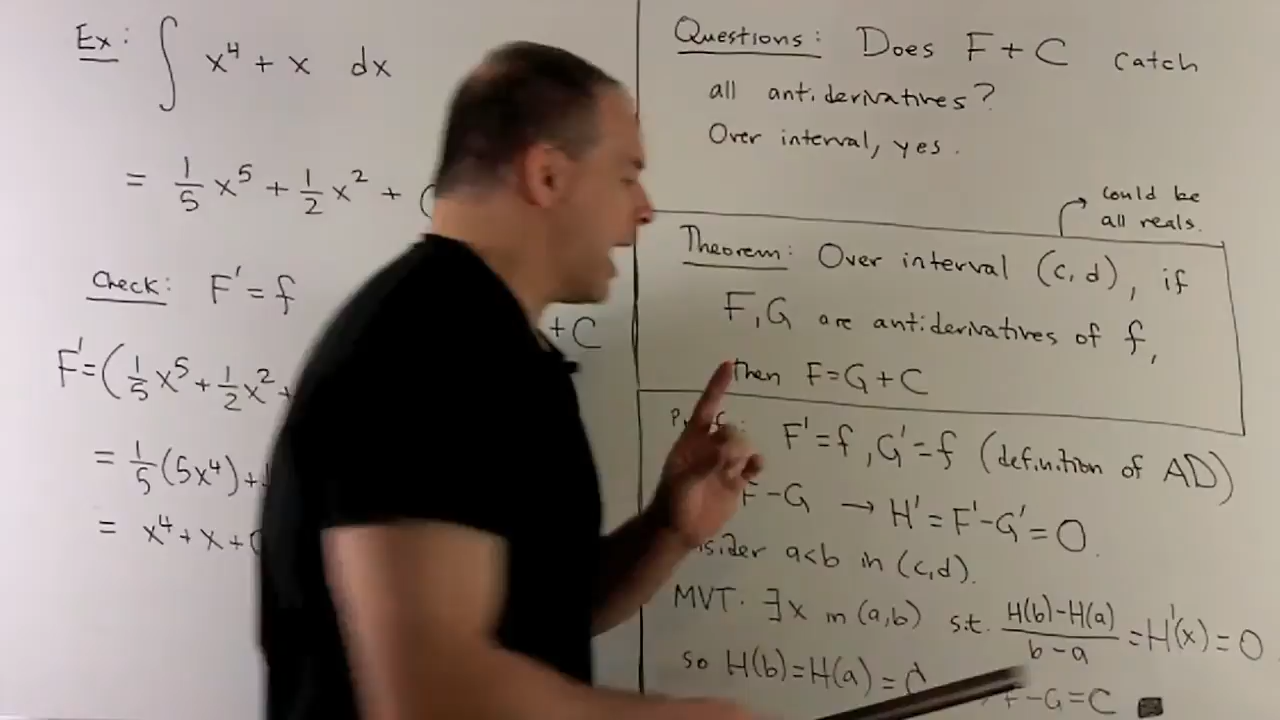 Ex: ∫ x⁴ + x dx
= 1/5 x⁵ + 1/2 x² +
Check: F' = f
+C
F' = (1/5 x⁵ + 1/2 x² +
= 1/5 (5x⁴) +
= x⁴ + x +
Questions: Does F + C catch
all antiderivatives?
Over interval, yes.
could be
all reals.
Theorem: Over interval (c,d), if
F, G are antiderivatives of f,
then F = G + C
F' = f, G' = f (definition of AD)
F - G → H' = F' - G' = 0.
a<b in (c,d).
MVT. ∃x in (a,b) s.t. H(b)-H(a)/b-a = H'(x) = 0
so H(b) = H(a) =
F - G = C ■